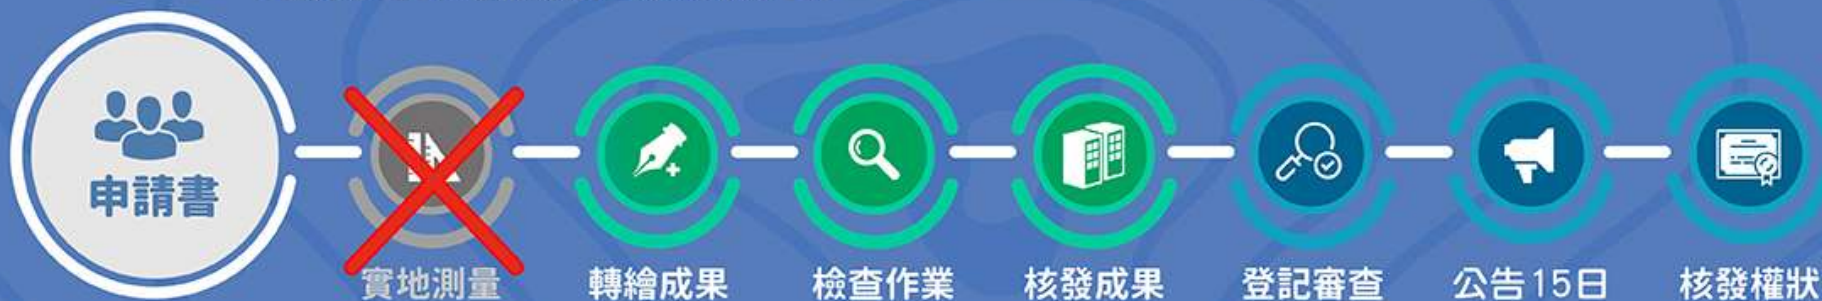 申請書
實地測量
轉繪成果
檢查作業
核發成果
登記審查
公告15日
核發權狀